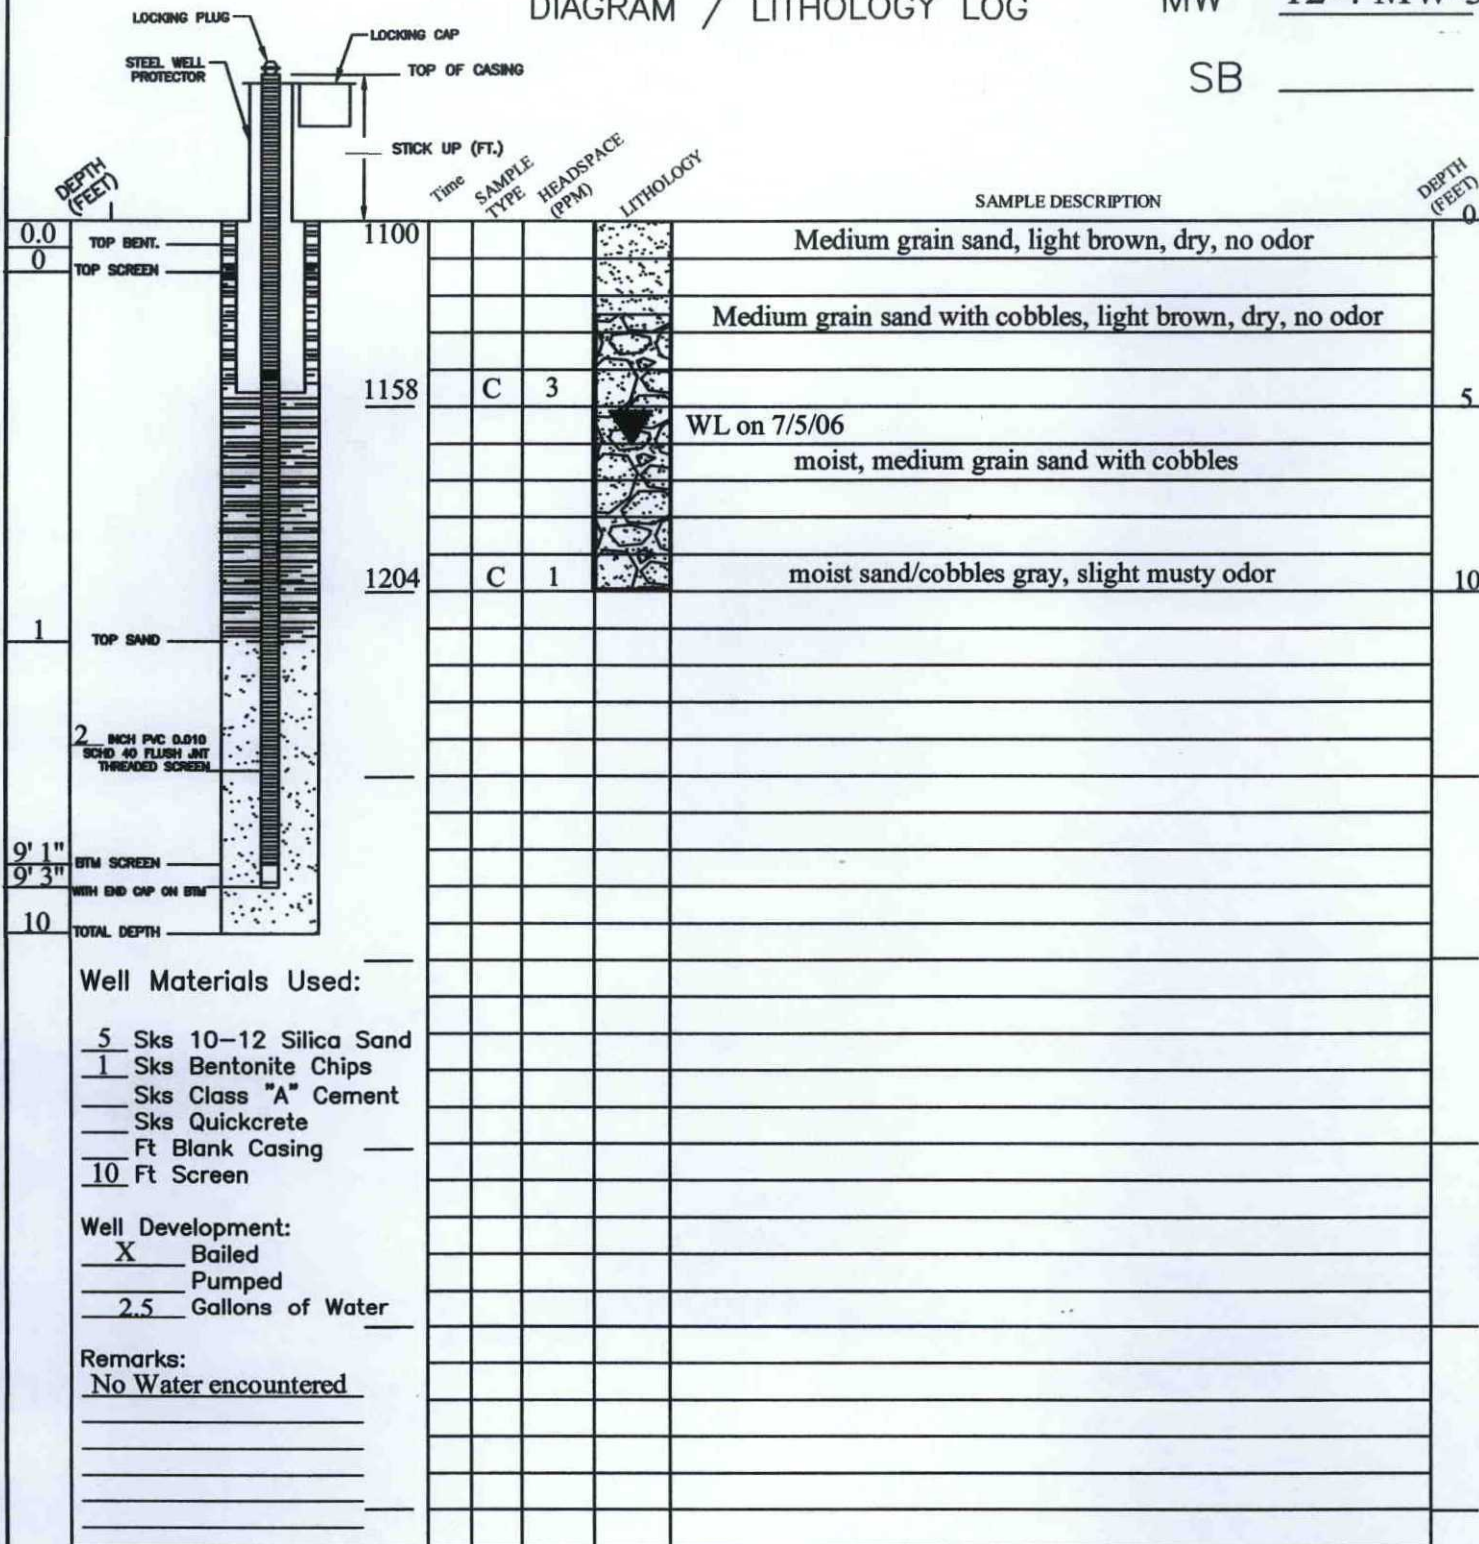 DIAGRAM / LITHOLOGY LOG
MW
SB
LOCKING PLUG
LOCKING CAP
STEEL WELL
PROTECTOR
TOP OF CASING
STICK UP (FT.)
DEPTH
(FEET)
Time
SAMPLE
TYPE
HEADSPACE
(PPM)
LITHOLOGY
SAMPLE DESCRIPTION
DEPTH
(FEET)
0
0.0 TOP BENT. 1100 Medium grain sand, light brown, dry, no odor
0 TOP SCREEN
Medium grain sand with cobbles, light brown, dry, no odor
1158 C 3 5
WL on 7/5/06
moist, medium grain sand with cobbles
1204 C 1 moist sand/cobbles gray, slight musty odor 10
1 TOP SAND
2 INCH PVC 0.010
SCHD 40 FLUSH JNT
THREADED SCREEN
9' 1" BTM SCREEN
9' 3" WITH END CAP ON BTM
10 TOTAL DEPTH
Well Materials Used:
5 Sks 10-12 Silica Sand
1 Sks Bentonite Chips
Sks Class "A" Cement
Sks Quickcrete
Ft Blank Casing
10 Ft Screen
Well Development:
X Bailed
Pumped
2.5 Gallons of Water
Remarks:
No Water encountered